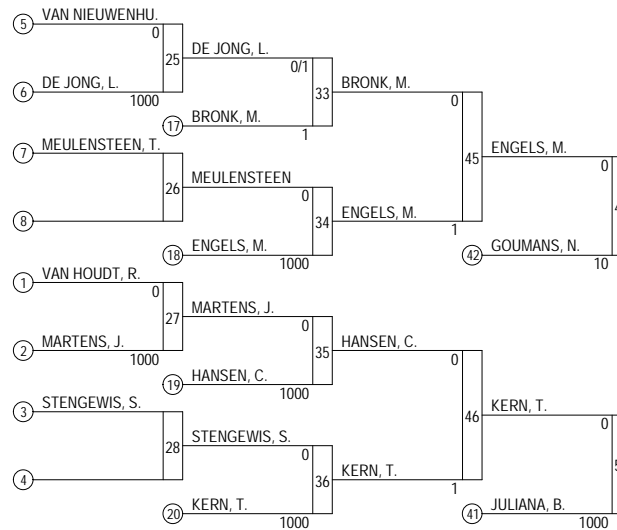 5 VAN NIEUWENHU.
0
25 DE JONG, L.
0/1
6 DE JONG, L.
1000
33 BRONK, M.
0
17 BRONK, M.
1
7 MEULENSTEEN, T.
45 ENGELS, M.
0
26 MEULENSTEEN
0
8
34 ENGELS, M.
1
18 ENGELS, M.
1000
42 GOUMANS, N.
10
1 VAN HOUDT, R.
0
27 MARTENS, J.
0
2 MARTENS, J.
1000
35 HANSEN, C.
0
19 HANSEN, C.
1000
3 STENGEWIS, S.
46 KERN, T.
0
28 STENGEWIS, S.
0
4
36 KERN, T.
1
20 KERN, T.
1000
41 JULIANA, B.
1000